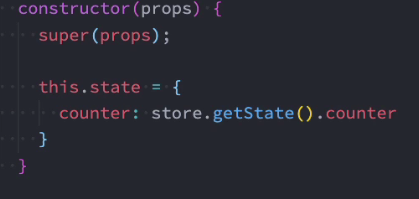 constructor(props) {
super(props);
this.state = {
counter: store.getState().counter
}
}